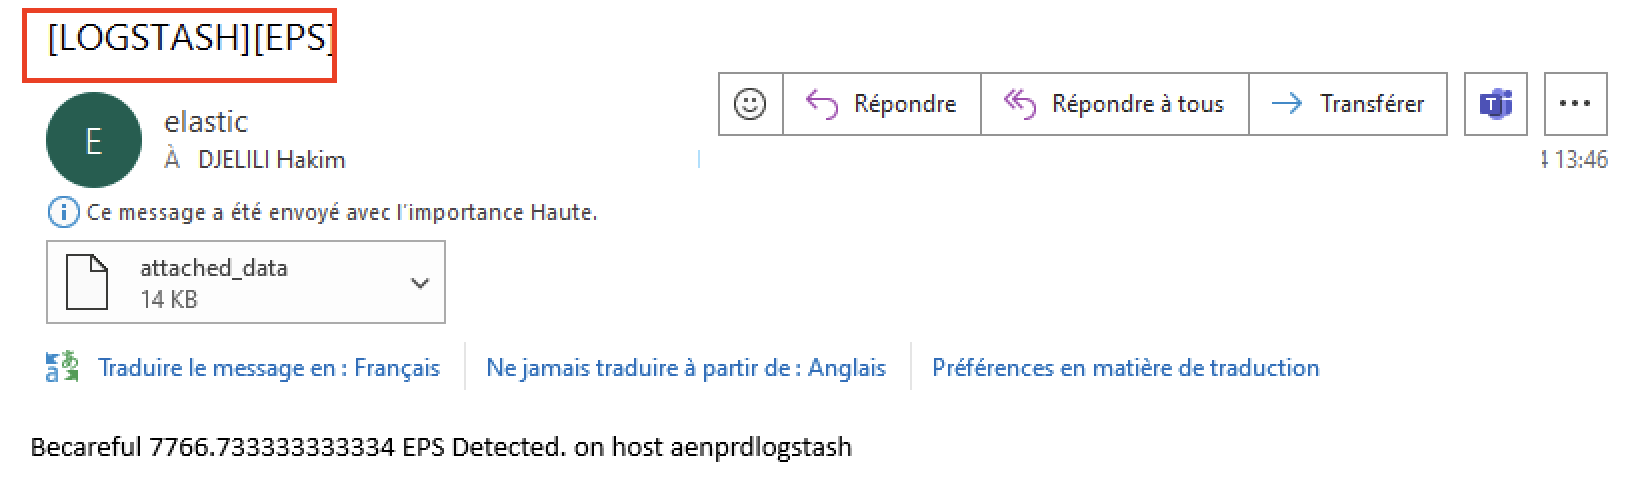 [LOGSTASH][EPS]
E
elastic
À DJELILI Hakim
Répondre
Répondre à tous
Transférer
4 13:46
Ce message a été envoyé avec l'importance Haute.
attached_data
14 KB
Traduire le message en : Français
Ne jamais traduire à partir de : Anglais
Préférences en matière de traduction
Becareful 7766.733333333334 EPS Detected. on host aenprdlogstash